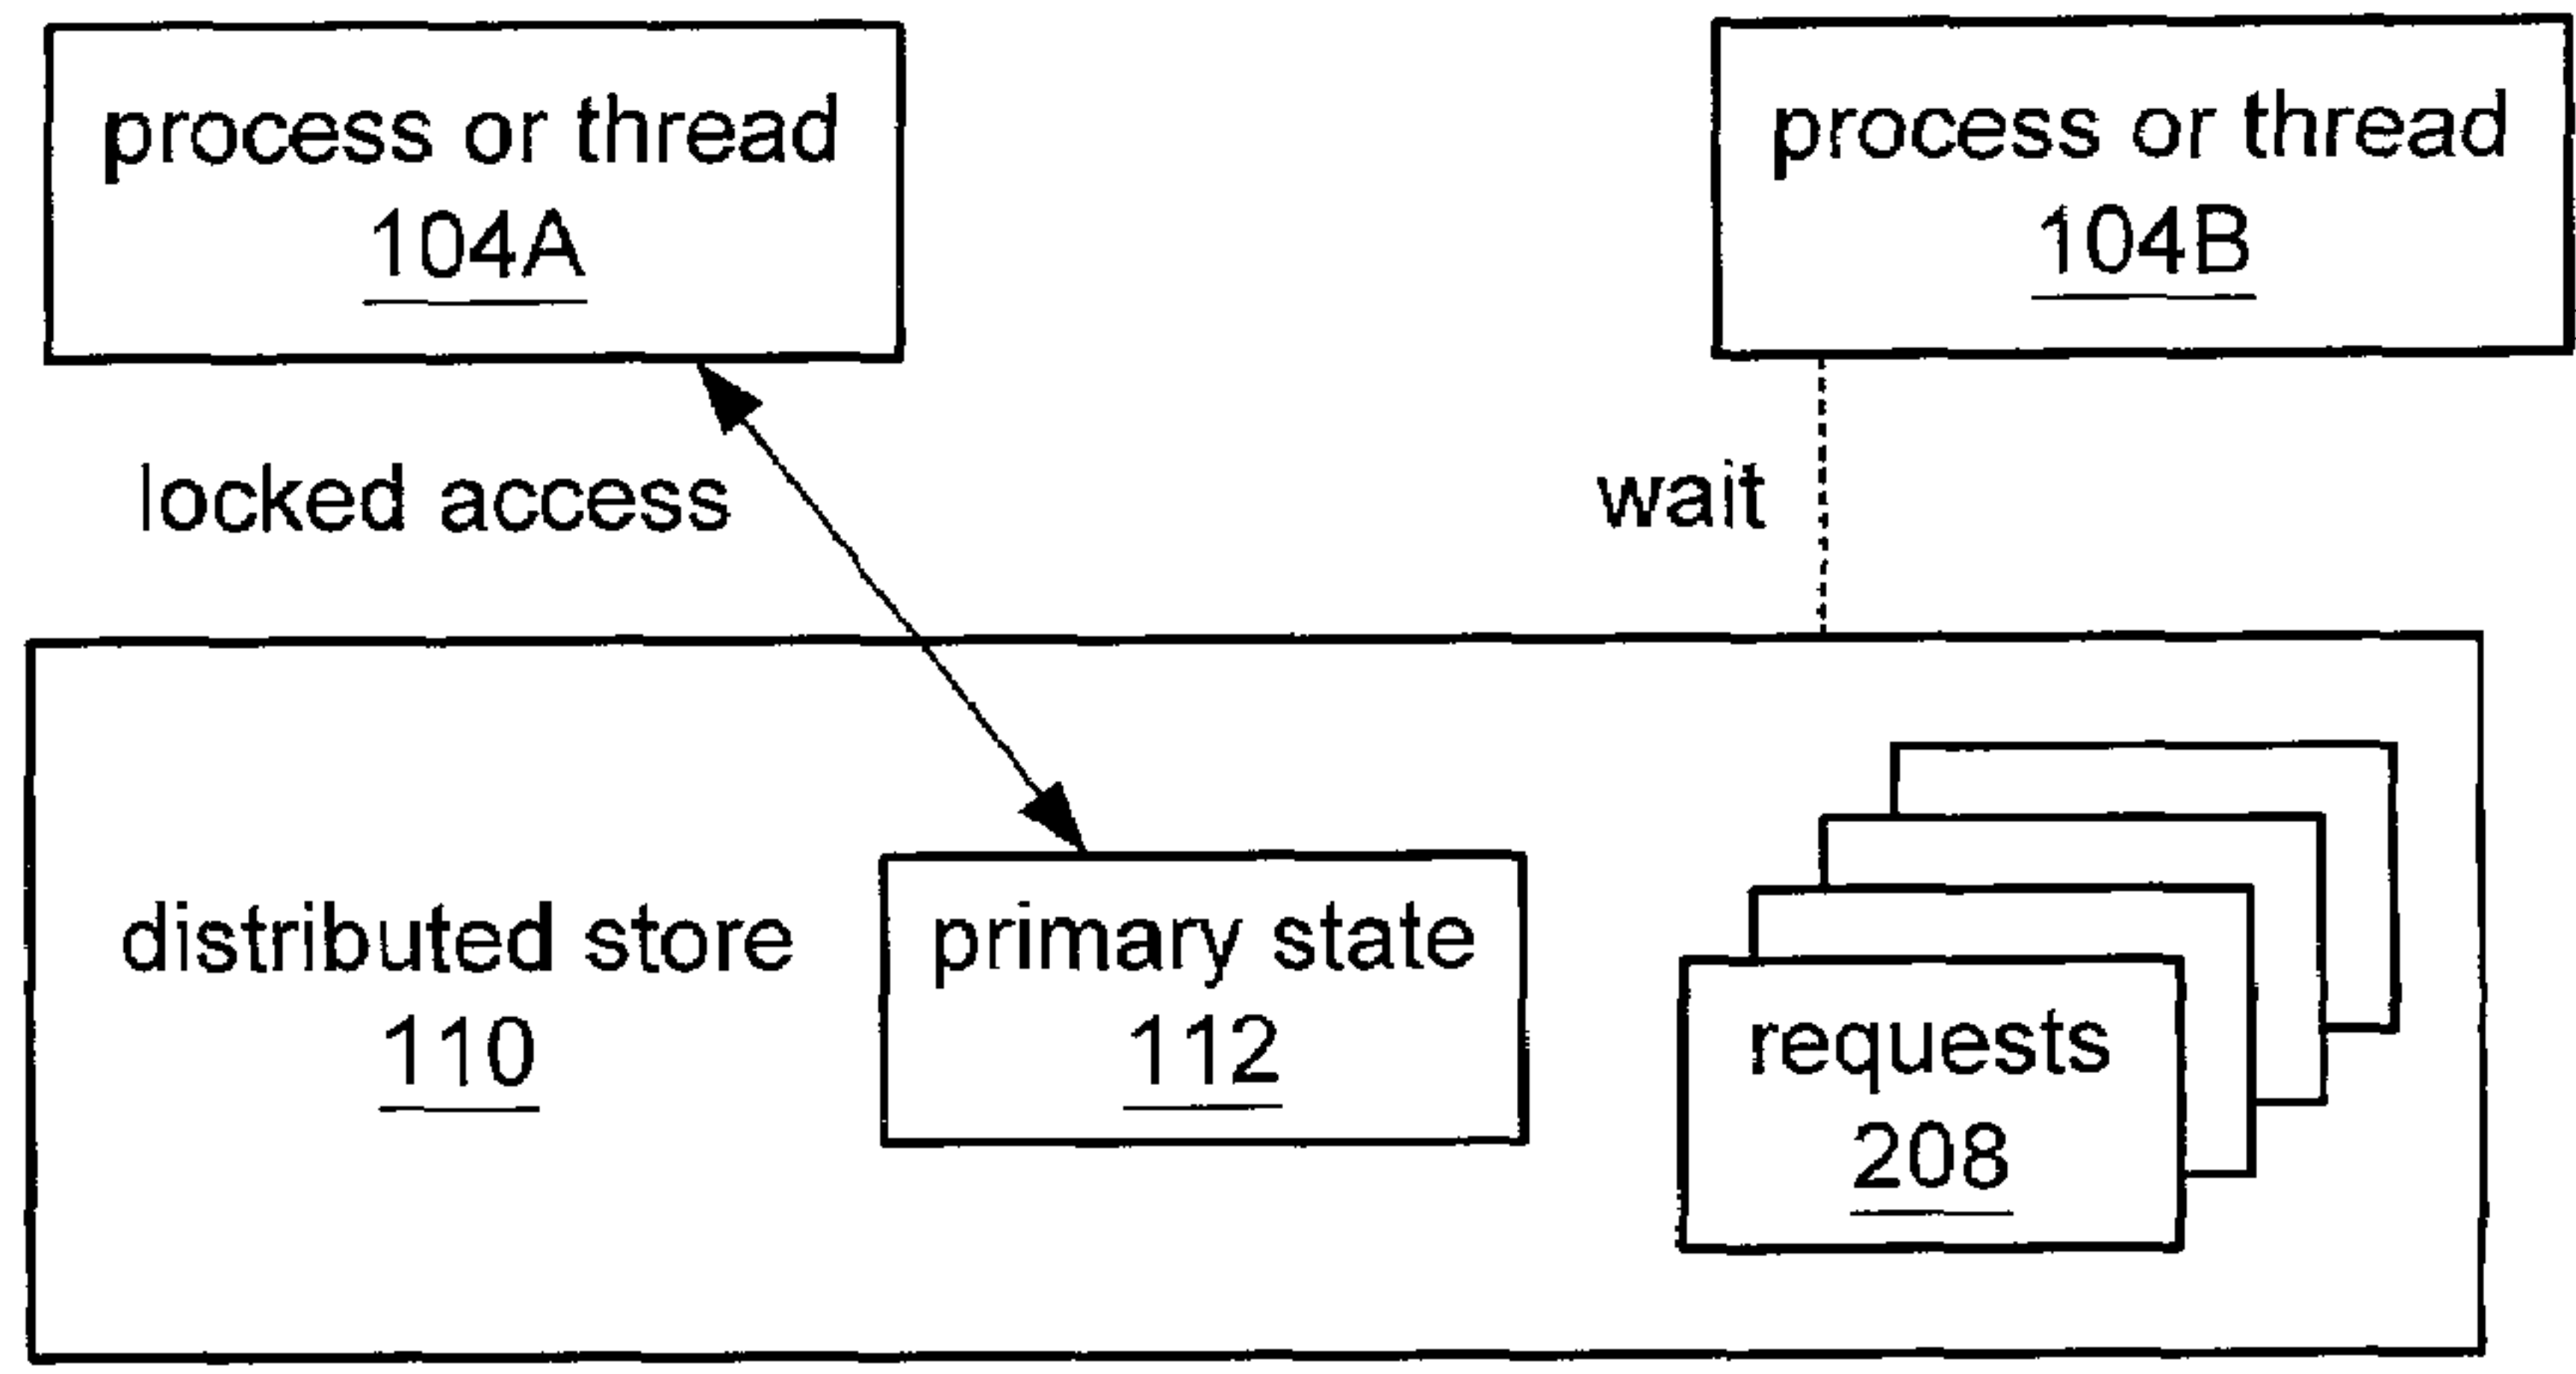 process or thread
104A
process or thread
104B
locked access
wait
distributed store
110
primary state
112
requests
208